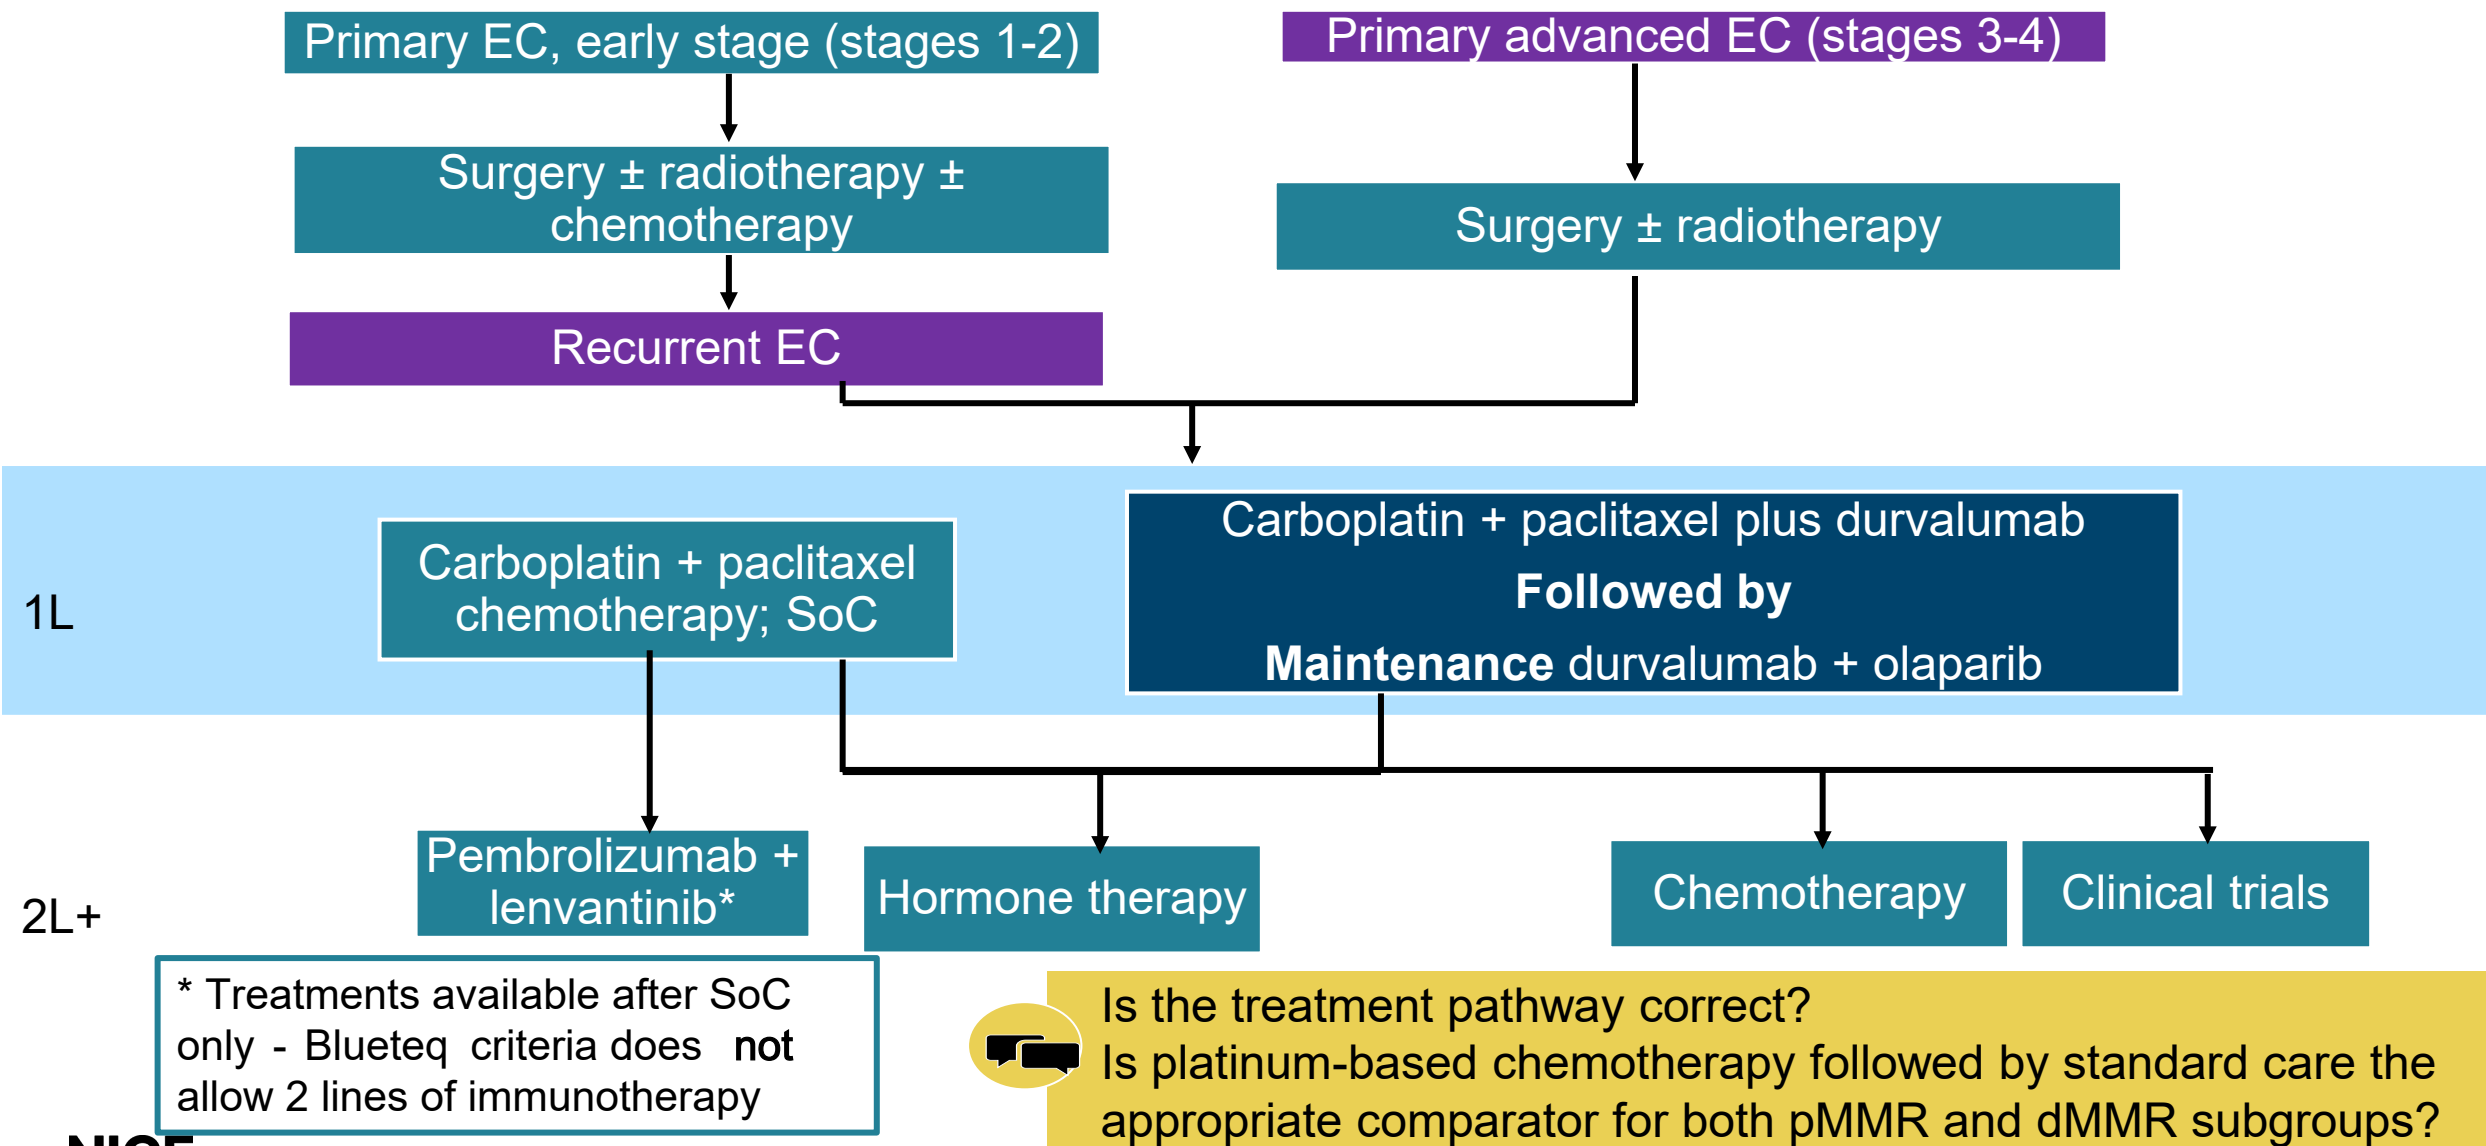 Primary EC, early stage (stages 1-2)
Primary advanced EC (stages 3-4)
Surgery ± radiotherapy ±
chemotherapy
Surgery ± radiotherapy
Recurrent EC
1L
Carboplatin + paclitaxel
chemotherapy; SoC
Carboplatin + paclitaxel plus durvalumab
Followed by
Maintenance durvalumab + olaparib
2L+
Pembrolizumab +
lenvantinib*
Hormone therapy
Chemotherapy
Clinical trials
* Treatments available after SoC
only - Blueteq criteria does not
allow 2 lines of immunotherapy
Is the treatment pathway correct?
Is platinum-based chemotherapy followed by standard care the
appropriate comparator for both pMMR and dMMR subgroups?
NICE